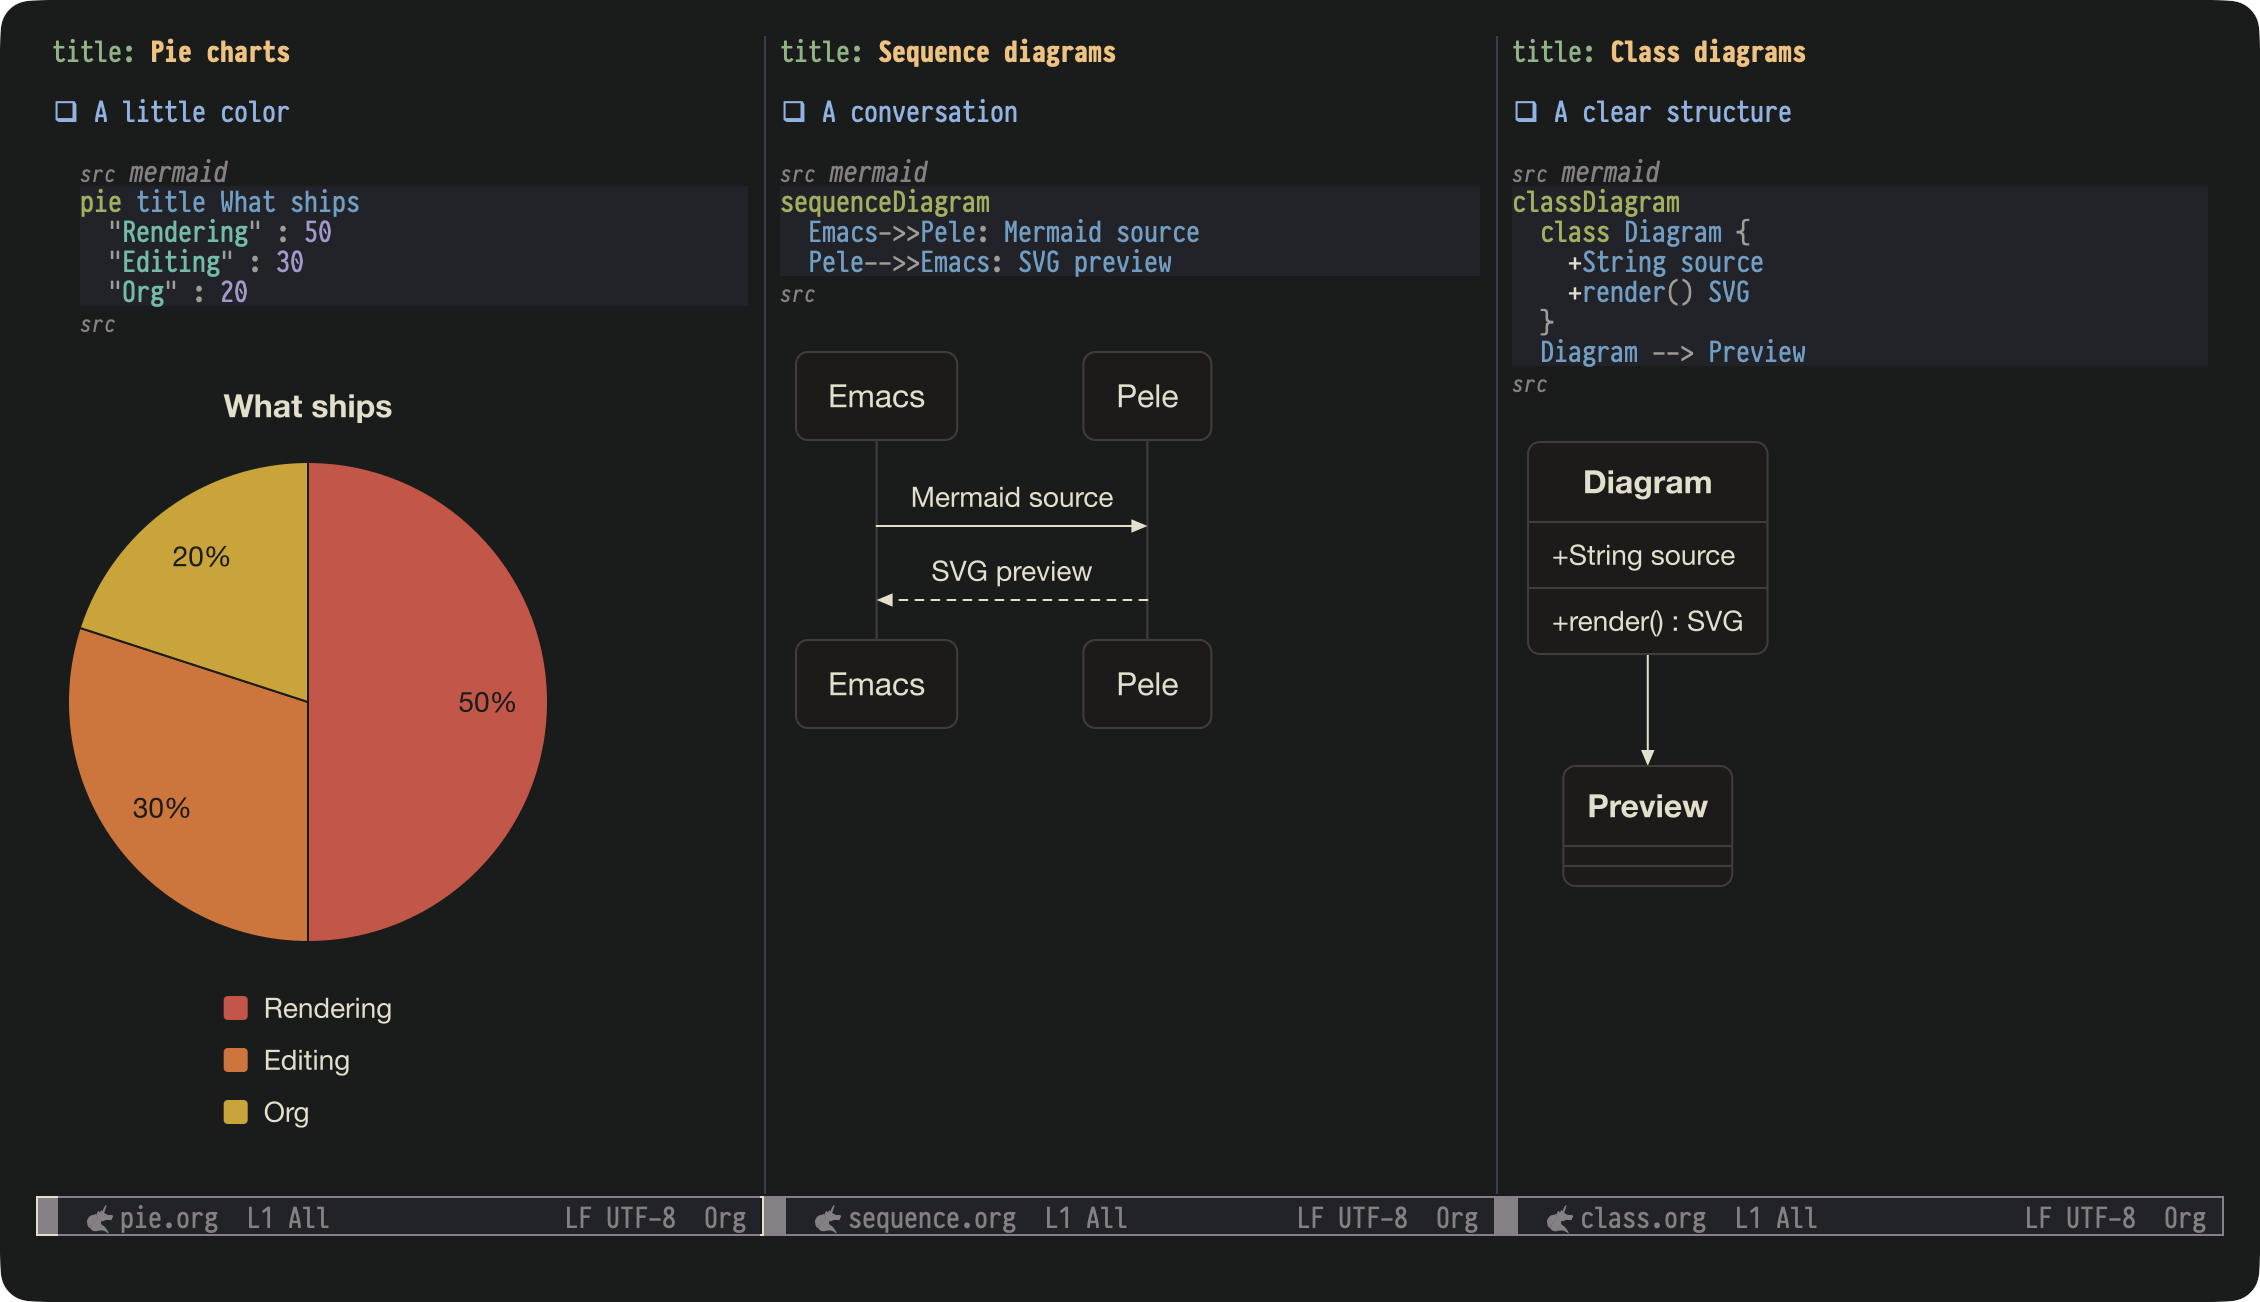 title: Pie charts
❏ A little color
src mermaid
pie title What ships
"Rendering" : 50
"Editing" : 30
"Org" : 20
src
What ships
20%
50%
30%
Rendering
Editing
Org
pie.org L1 All LF UTF-8 Org
title: Sequence diagrams
❏ A conversation
src mermaid
sequenceDiagram
Emacs->>Pele: Mermaid source
Pele-->>Emacs: SVG preview
src
Emacs Pele
Mermaid source
SVG preview
Emacs Pele
sequence.org L1 All LF UTF-8 Org
title: Class diagrams
❏ A clear structure
src mermaid
classDiagram
class Diagram {
+String source
+render() SVG
}
Diagram --> Preview
src
Diagram
+String source
+render() : SVG
Preview
class.org L1 All LF UTF-8 Org